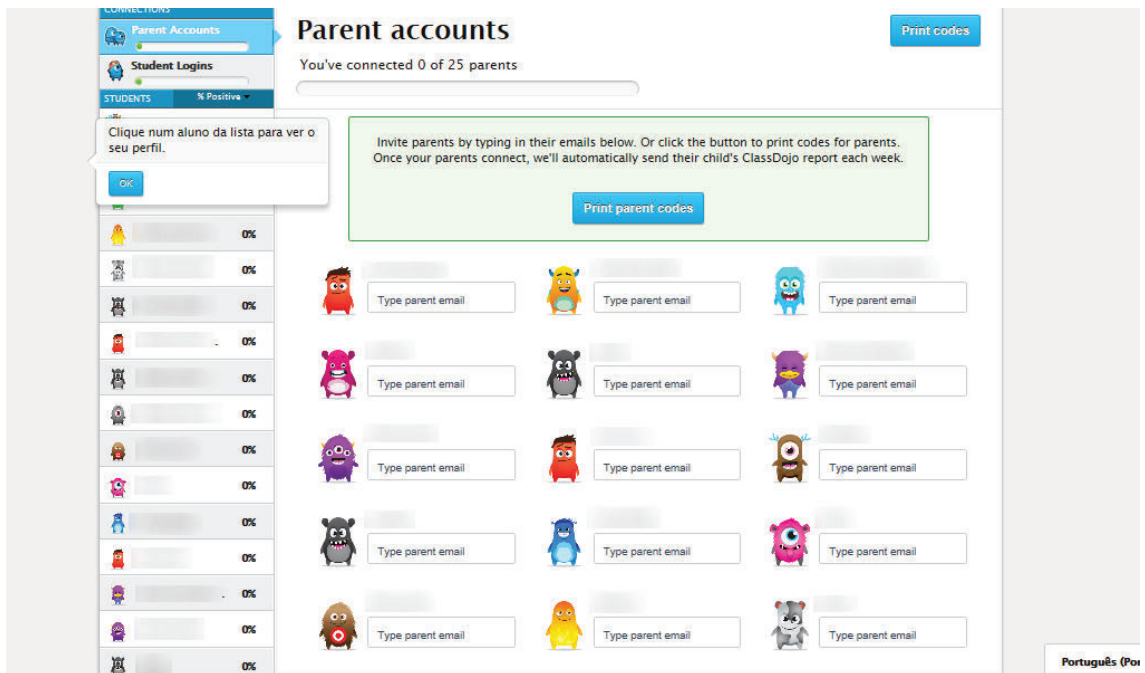 CONNECTIONS
Parent Accounts
Student Logins
STUDENTS % Positive
Clique num aluno da lista para ver o
seu perfil.
OK
0%
0%
0%
. 0%
0%
0%
0%
0%
0%
0%
. 0%
0%
0%
Parent accounts
Print codes
You've connected 0 of 25 parents
Invite parents by typing in their emails below. Or click the button to print codes for parents.
Once your parents connect, we'll automatically send their child's ClassDojo report each week.
Print parent codes
Type parent email Type parent email Type parent email
Type parent email Type parent email Type parent email
Type parent email Type parent email Type parent email
Type parent email Type parent email Type parent email
Type parent email Type parent email Type parent email
Português